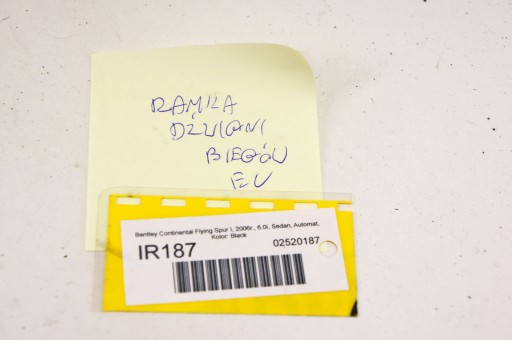 RAMKA
DŹWIGNI
BIEGÓW
EU
Bentley Continental Flying Spur I, 2006r., 6.0i, Sedan, Automat,
Kolor: Black
IR187
02520187